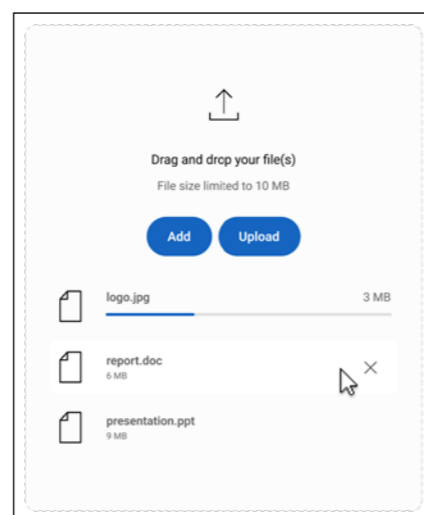 Drag and drop your file(s)
File size limited to 10 MB
Add Upload
logo.jpg 3 MB
report.doc
6 MB
presentation.ppt
9 MB